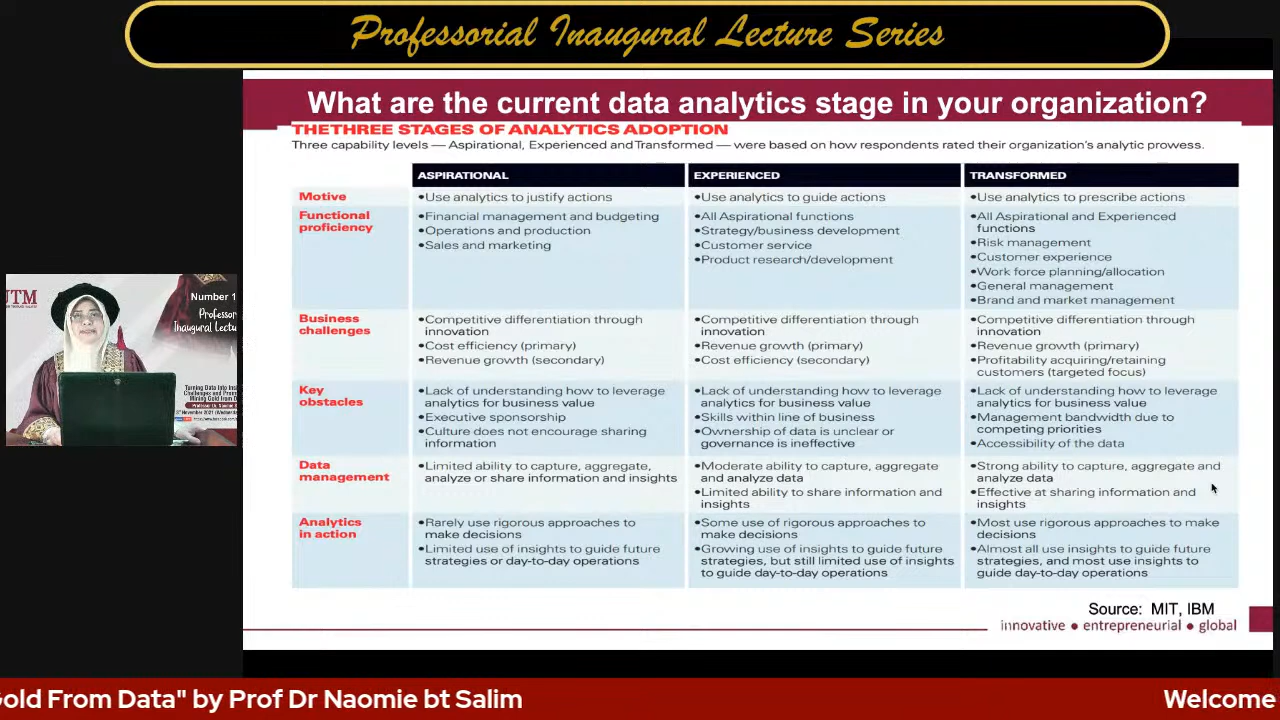 Professorial Inaugural Lecture Series
What are the current data analytics stage in your organization?
THETHREE STAGES OF ANALYTICS ADOPTION
Three capability levels — Aspirational, Experienced and Transformed — were based on how respondents rated their organization's analytic prowess.
ASPIRATIONAL
EXPERIENCED
TRANSFORMED
Motive
•Use analytics to justify actions
•Use analytics to guide actions
•Use analytics to prescribe actions
Functional
proficiency
•Financial management and budgeting
•Operations and production
•Sales and marketing
•All Aspirational functions
•Strategy/business development
•Customer service
•Product research/development
•All Aspirational and Experienced
functions
•Risk management
•Customer experience
•Work force planning/allocation
•General management
•Brand and market management
Business
challenges
•Competitive differentiation through
innovation
•Cost efficiency (primary)
•Revenue growth (secondary)
•Competitive differentiation through
innovation
•Revenue growth (primary)
•Cost efficiency (secondary)
•Competitive differentiation through
innovation
•Revenue growth (primary)
•Profitability acquiring/retaining
customers (targeted focus)
Key
obstacles
•Lack of understanding how to leverage
analytics for business value
•Executive sponsorship
•Culture does not encourage sharing
information
•Lack of understanding how to leverage
analytics for business value
•Skills within line of business
•Ownership of data is unclear or
governance is ineffective
•Lack of understanding how to leverage
analytics for business value
•Management bandwidth due to
competing priorities
•Accessibility of the data
Data
management
•Limited ability to capture, aggregate,
analyze or share information and insights
•Moderate ability to capture, aggregate
and analyze data
•Limited ability to share information and
insights
•Strong ability to capture, aggregate and
analyze data
•Effective at sharing information and
insights
Analytics
in action
•Rarely use rigorous approaches to
make decisions
•Limited use of insights to guide future
strategies or day-to-day operations
•Some use of rigorous approaches to
make decisions
•Growing use of insights to guide future
strategies, but still limited use of insights
to guide day-to-day operations
•Most use rigorous approaches to make
decisions
•Almost all use insights to guide future
strategies, and most use insights to
guide day-to-day operations
Source: MIT, IBM
innovative ● entrepreneurial ● global
UTM
Number 1
Professor
Inaugural Lectu
Turning Data Into Insi
Gold From Data" by Prof Dr Naomie bt Salim
Welcome